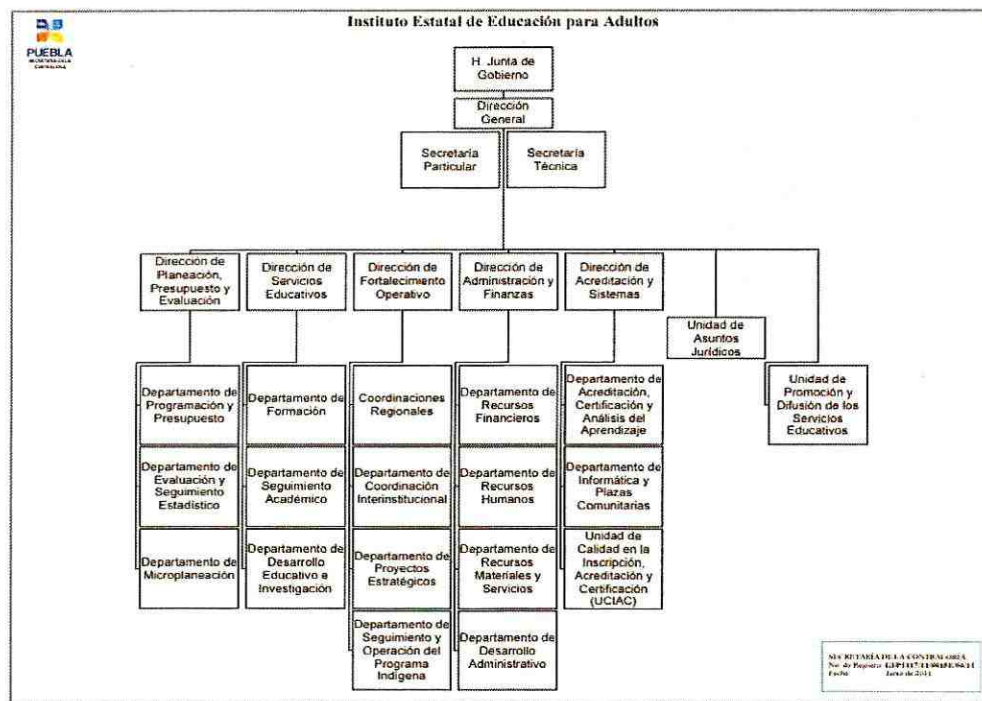 Instituto Estatal de Educación para Adultos
PUEBLA
H. Junta de
Gobierno
Dirección
General
Secretaría
Particular
Secretaría
Técnica
Dirección de
Planeación,
Presupuesto y
Evaluación
Dirección de
Servicios
Educativos
Dirección de
Fortalecimiento
Operativo
Dirección de
Administración y
Finanzas
Dirección de
Acreditación y
Sistemas
Unidad de
Asuntos
Jurídicos
Unidad de
Promoción y
Difusión de los
Servicios
Educativos
Departamento de
Programación y
Presupuesto
Departamento de
Formación
Coordinaciones
Regionales
Departamento de
Recursos
Financieros
Departamento de
Acreditación,
Certificación y
Análisis del
Aprendizaje
Departamento de
Evaluación y
Seguimiento
Estadístico
Departamento de
Seguimiento
Académico
Departamento de
Coordinación
Interinstitucional
Departamento de
Recursos
Humanos
Departamento de
Informática y
Plazas
Comunitarias
Departamento de
Microplaneación
Departamento de
Desarrollo
Educativo e
Investigación
Departamento de
Proyectos
Estratégicos
Departamento de
Recursos
Materiales y
Servicios
Unidad de
Calidad en la
Inscripción,
Acreditación y
Certificación
(UCIAC)
Departamento de
Seguimiento y
Operación del
Programa
Indígena
Departamento de
Desarrollo
Administrativo
SECRETARÍA DE LA CONTRALORÍA
No. de Registro
Fecha Junio de 2011